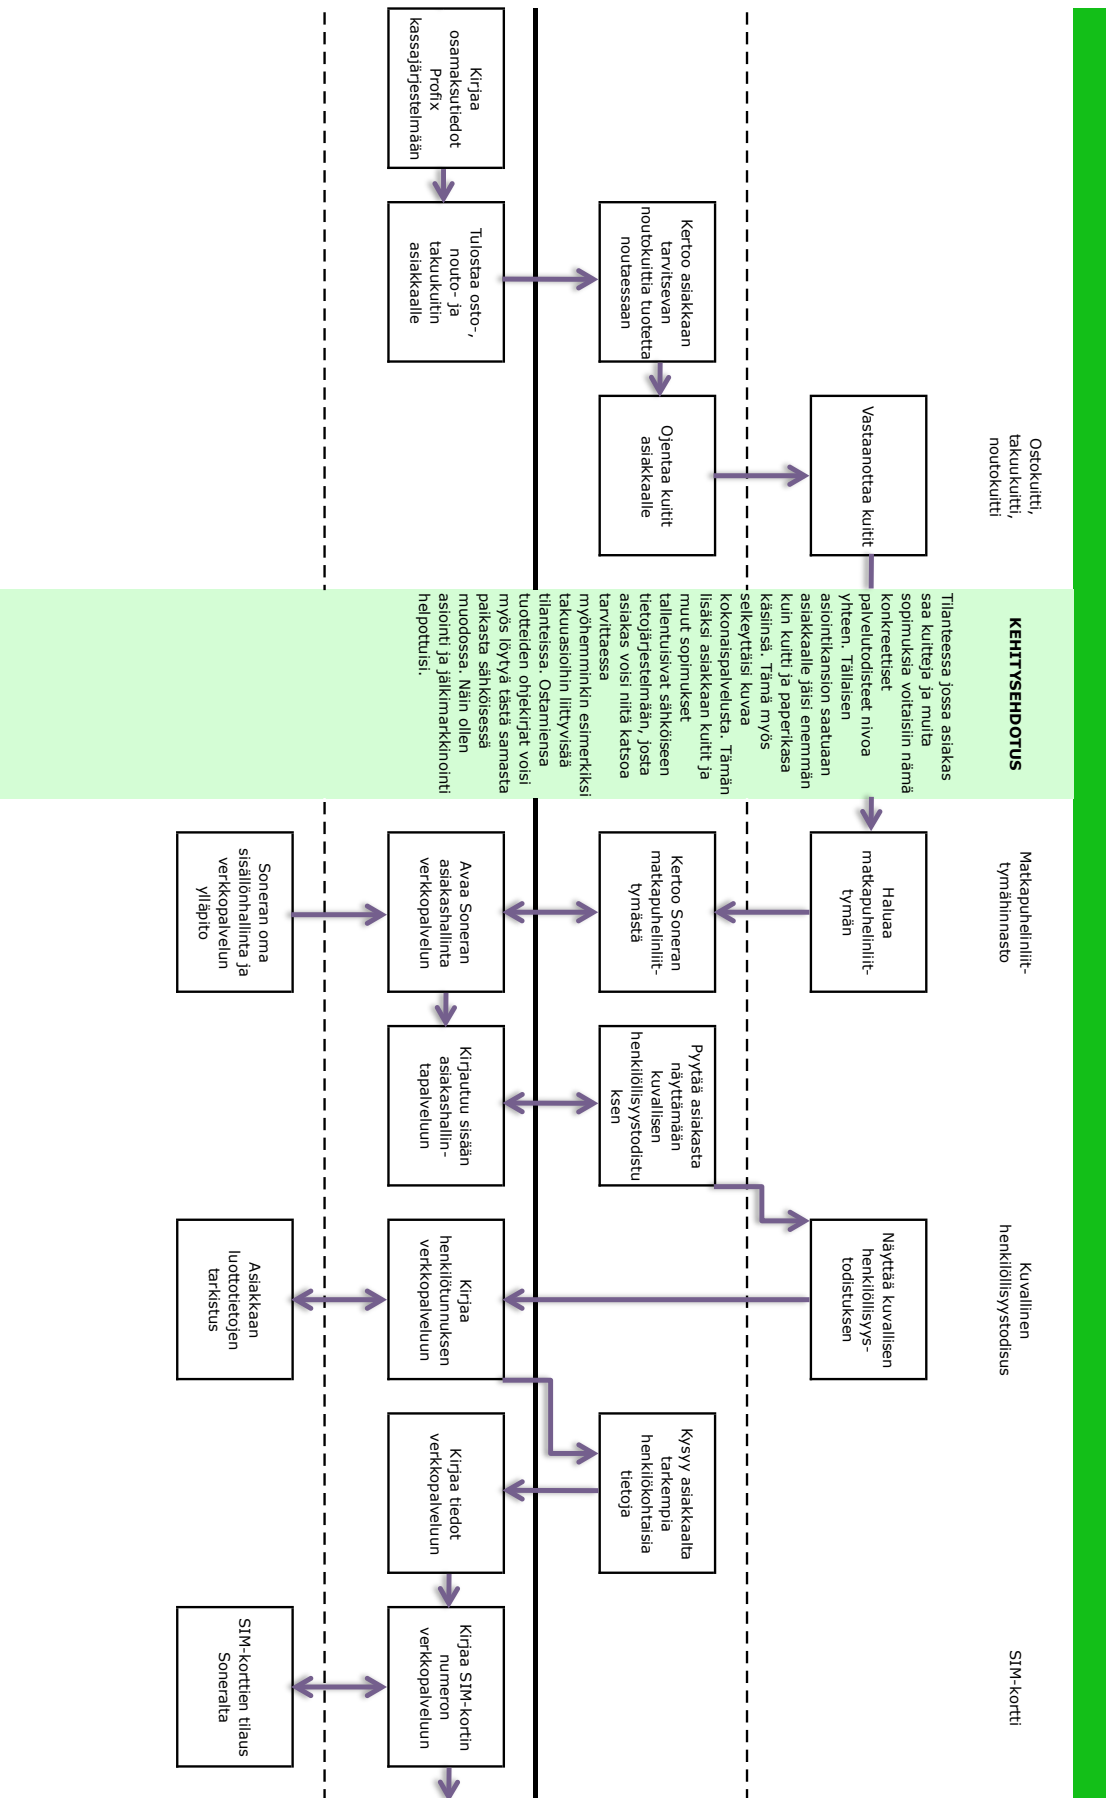 Ostokuitti,
takuukuitti,
noutokuitti
KEHITYSEHDOTUS
Matkapuhelinliit-
tymähinnasto
Kuvallinen
henkilöllisyystodisus
SIM-kortti
Vastaanottaa kuitit
Tilanteessa jossa asiakas
saa kuitteja ja muita
sopimuksia voitaisiin nämä
konkreettiset
palvelutodisteet nivoa
yhteen. Tällaisen
asiointikansion saatuaan
asiakkaalle jäisi enemmän
kuin kuitti ja paperikasa
käsiinsä. Tämä myös
selkeyttäisi kuvaa
kokonaispalvelusta. Tämän
lisäksi asiakkaan kuitit ja
muut sopimukset
tallentuisivat sähköiseen
tietojärjestelmään, josta
asiakas voisi niitä katsoa
tarvittaessa
myöhemminkin esimerkiksi
takuuasioihin liittyvisää
tilanteissa. Ostamiensa
tuotteiden ohjekirjat voisi
myös löytyä tästä samasta
paikasta sähköisessä
muodossa. Näin ollen
asiointi ja jälkimarkkinointi
helpottuisi.
Haluaa
matkapuhelinliit-
tymän
Näyttää kuvallisen
henkilöllisyys-
todistuksen
Kertoo asiakkaan
tarvitsevan
noutokuittia tuotetta
noutaessaan
Ojentaa kuitit
asiakkaalle
Kertoo Soneran
matkapuhelinliit-
tymästä
Pyytää asiakasta
näyttämään
kuvallisen
henkilöllisyystodistu
ksen
Kysyy asiakkaalta
tarkempia
henkilökohtaisia
tietoja
Kirjaa
osamaksutiedot
Profix
kassajärjestelmään
Tulostaa osto-,
nouto- ja
takuukuitin
asiakkaalle
Avaa Soneran
asiakashallinta
verkkopalvelun
Kirjautuu sisään
asiakashallin-
tapalveluun
Kirjaa
henkilötunnuksen
verkkopalveluun
Kirjaa tiedot
verkkopalveluun
Kirjaa SIM-kortin
numeron
verkkopalveluun
Soneran oma
sisällönhallinta ja
verkkopalvelun
ylläpito
Asiakkaan
luottotietojen
tarkistus
SIM-korttien tilaus
Soneralta